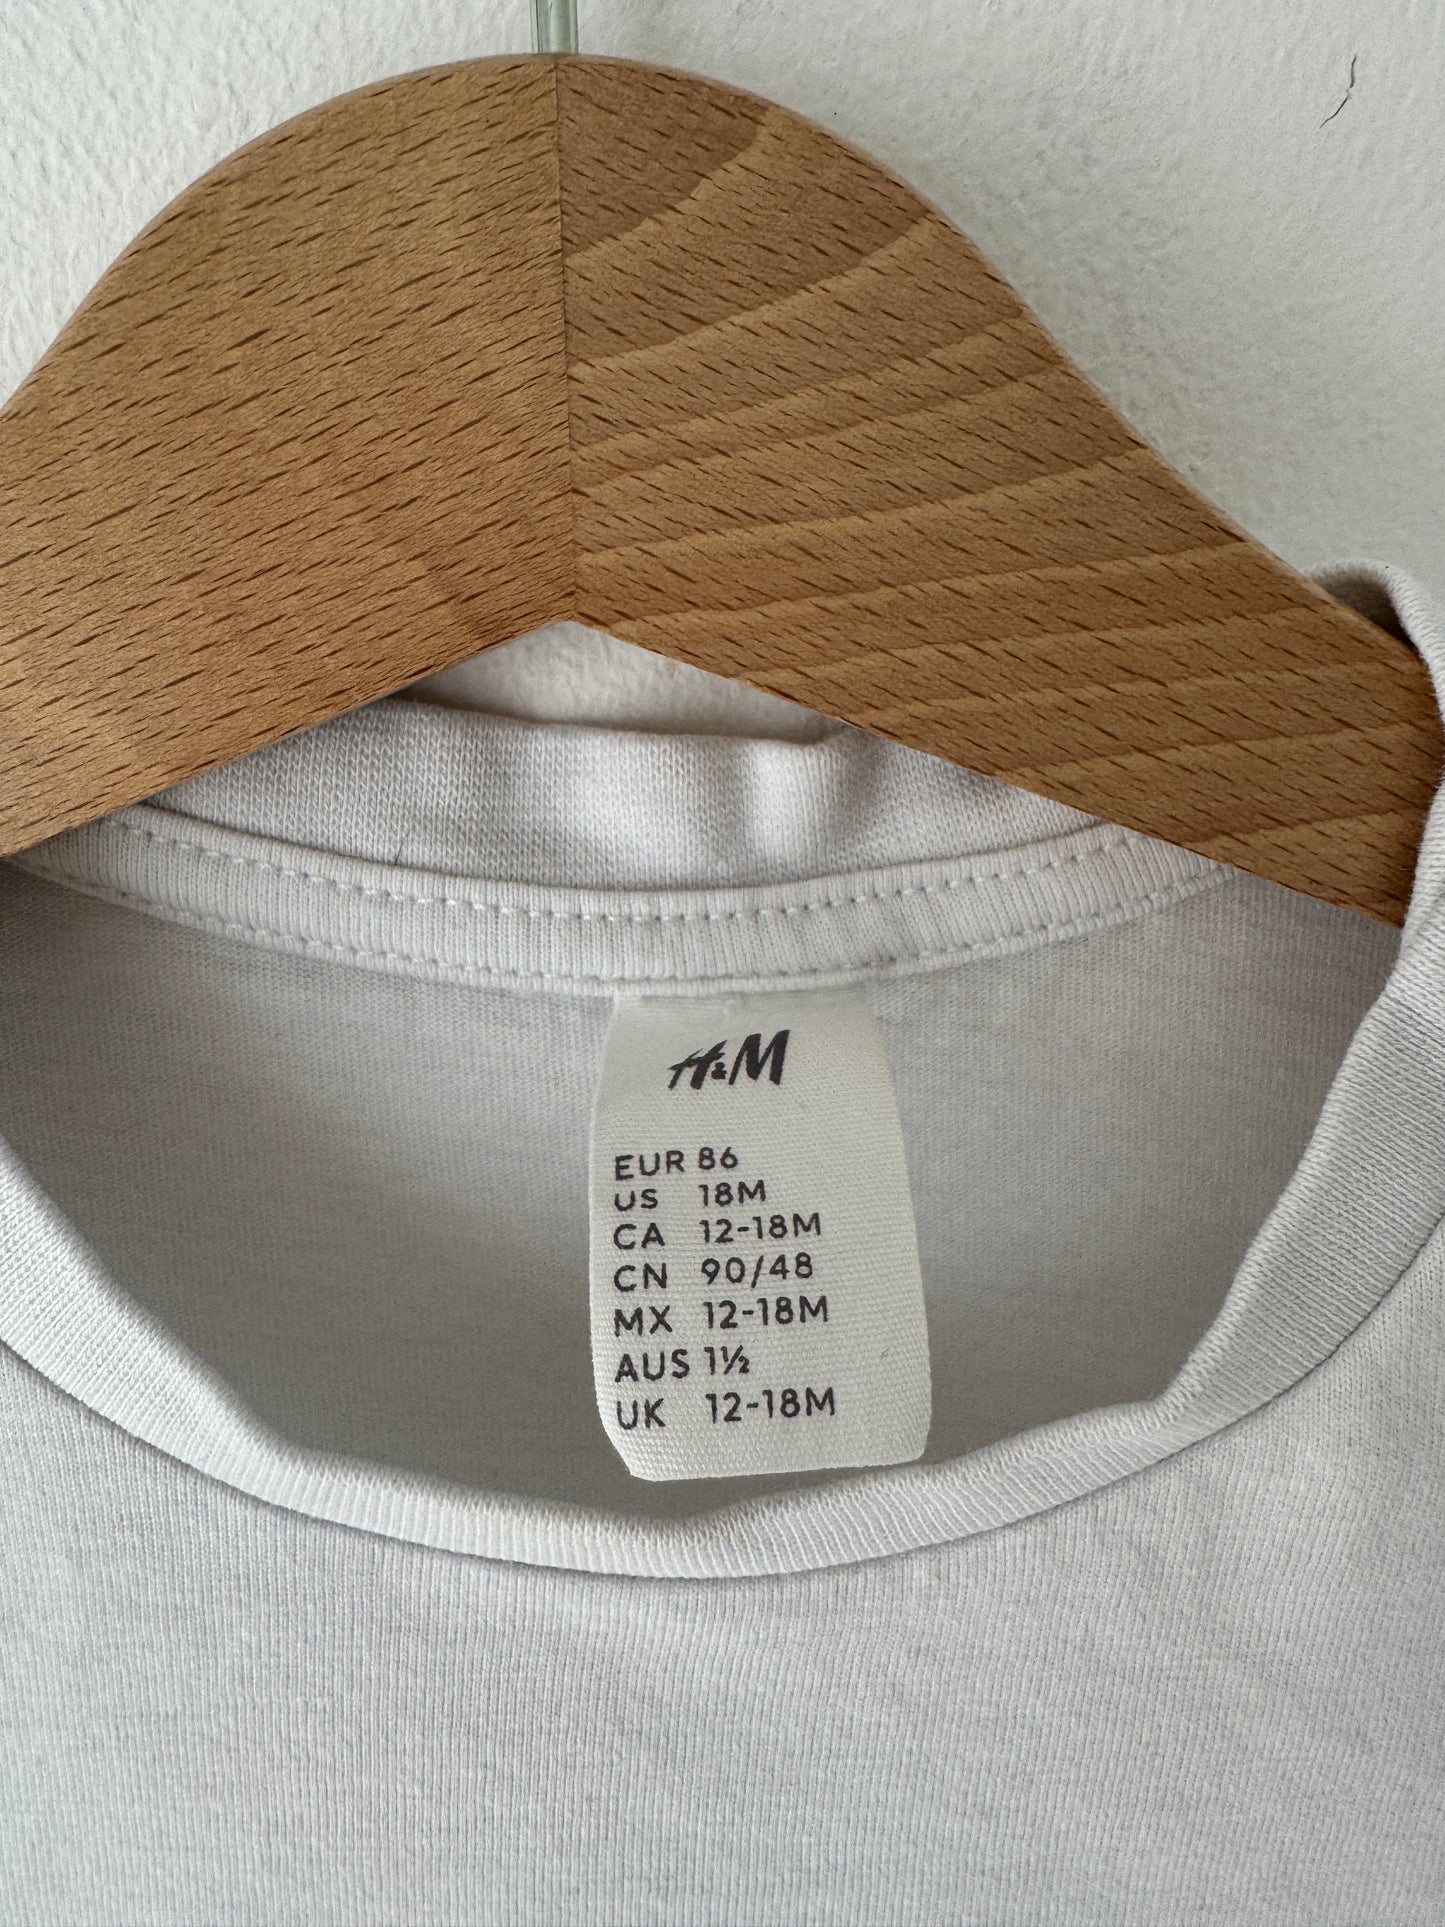 H&M
EUR 86
US 18M
CA 12-18M
CN 90/48
MX 12-18M
AUS 1½
UK 12-18M